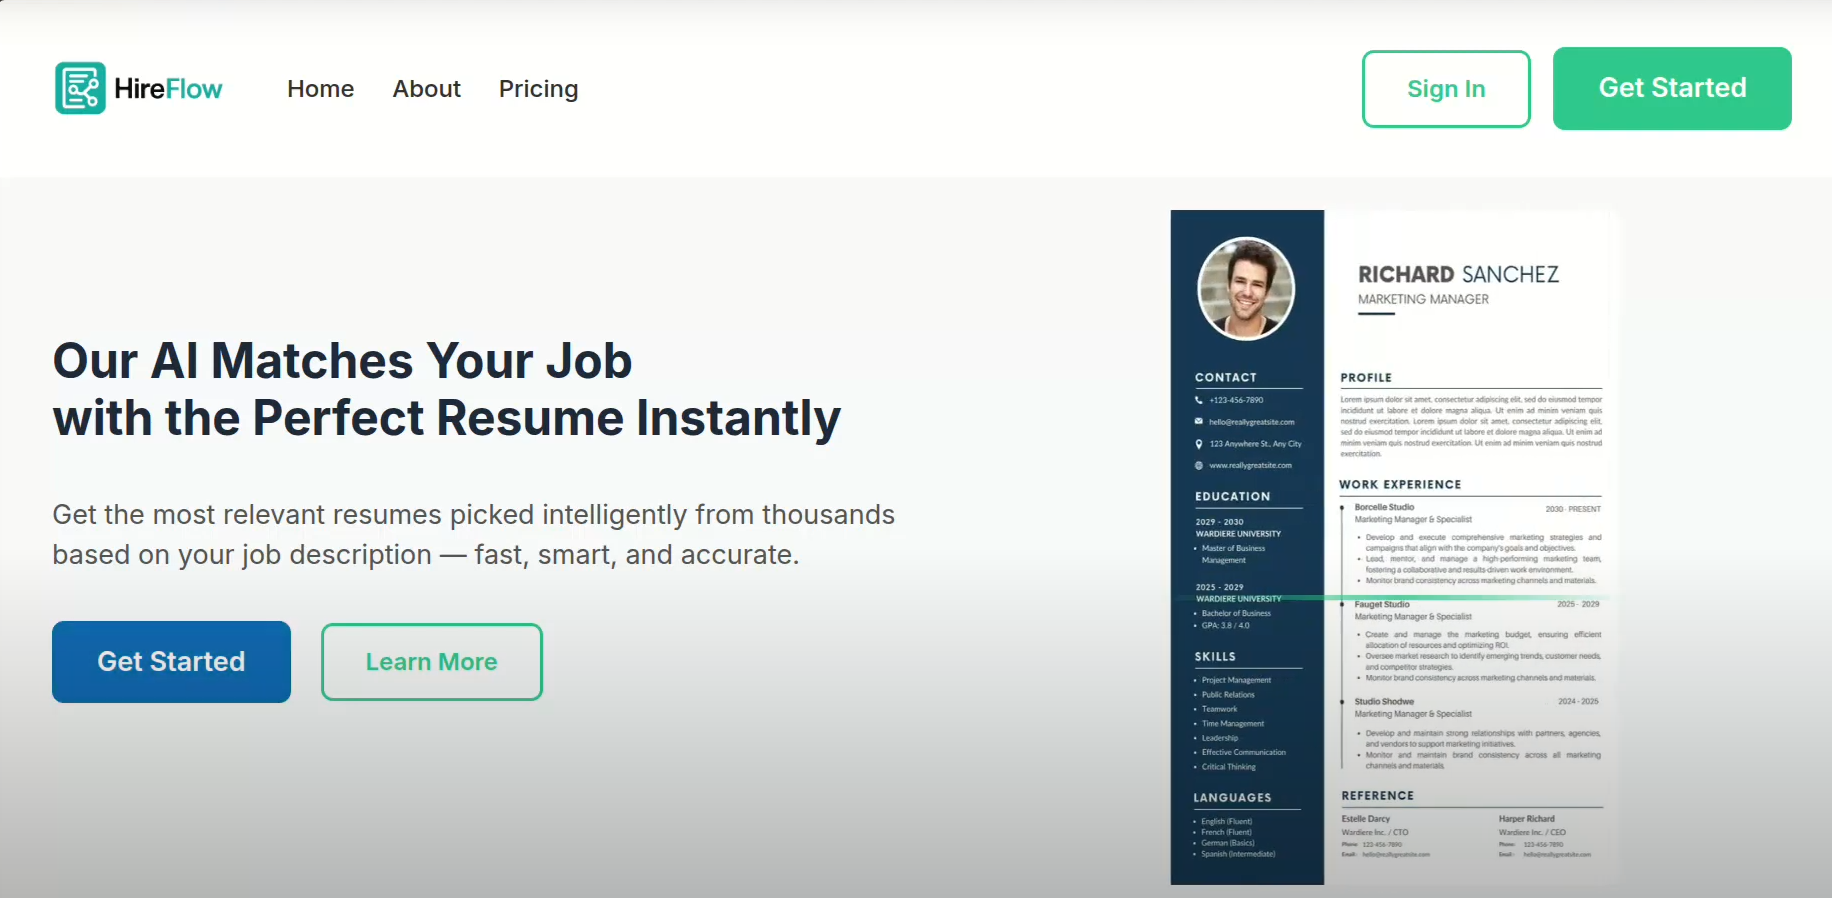 HireFlow
Home
About
Pricing
Sign In
Get Started
Our AI Matches Your Job
with the Perfect Resume Instantly
Get the most relevant resumes picked intelligently from thousands
based on your job description — fast, smart, and accurate.
Get Started
Learn More
CONTACT
+123-456-7890
hello@reallygreatsite.com
123 Anywhere St., Any City
www.reallygreatsite.com
EDUCATION
2029 - 2030
WARDIERE UNIVERSITY
• Master of Business
Management
2025 - 2029
WARDIERE UNIVERSITY
• Bachelor of Business
• GPA: 3.8 / 4.0
SKILLS
• Project Management
• Public Relations
• Teamwork
• Time Management
• Leadership
• Effective Communication
• Critical Thinking
LANGUAGES
• English (Fluent)
• French (Fluent)
• German (Basics)
• Spanish (Intermediate)
RICHARD SANCHEZ
MARKETING MANAGER
PROFILE
Lorem ipsum dolor sit amet, consectetur adipiscing elit, sed do eiusmod tempor
incididunt ut labore et dolore magna aliqua. Ut enim ad minim veniam quis
nostrud exercitation. Lorem ipsum dolor sit amet, consectetur adipiscing elit,
sed do eiusmod tempor incididunt ut labore et dolore magna aliqua. Ut enim ad
minim veniam quis nostrud exercitation. Ut enim ad minim veniam quis nostrud
exercitation.
WORK EXPERIENCE
Borcelle Studio 2030 - PRESENT
Marketing Manager & Specialist
• Develop and execute comprehensive marketing strategies and
campaigns that align with the company's goals and objectives.
• Lead, mentor, and manage a high-performing marketing team,
fostering a collaborative and results-driven work environment.
• Monitor brand consistency across marketing channels and materials.
Fauget Studio 2025 - 2029
Marketing Manager & Specialist
• Create and manage the marketing budget, ensuring efficient
allocation of resources and optimizing ROI.
• Oversee market research to identify emerging trends, customer needs,
and competitor strategies.
• Monitor brand consistency across marketing channels and materials.
Studio Shodwe 2024 - 2025
Marketing Manager & Specialist
• Develop and maintain strong relationships with partners, agencies,
and vendors to support marketing initiatives.
• Monitor and maintain brand consistency across all marketing
channels and materials.
REFERENCE
Estelle Darcy
Wardiere Inc. / CTO
Phone: 123-456-7890
Email: hello@reallygreatsite.com
Harper Richard
Wardiere Inc. / CEO
Phone: 123-456-7890
Email: hello@reallygreatsite.com